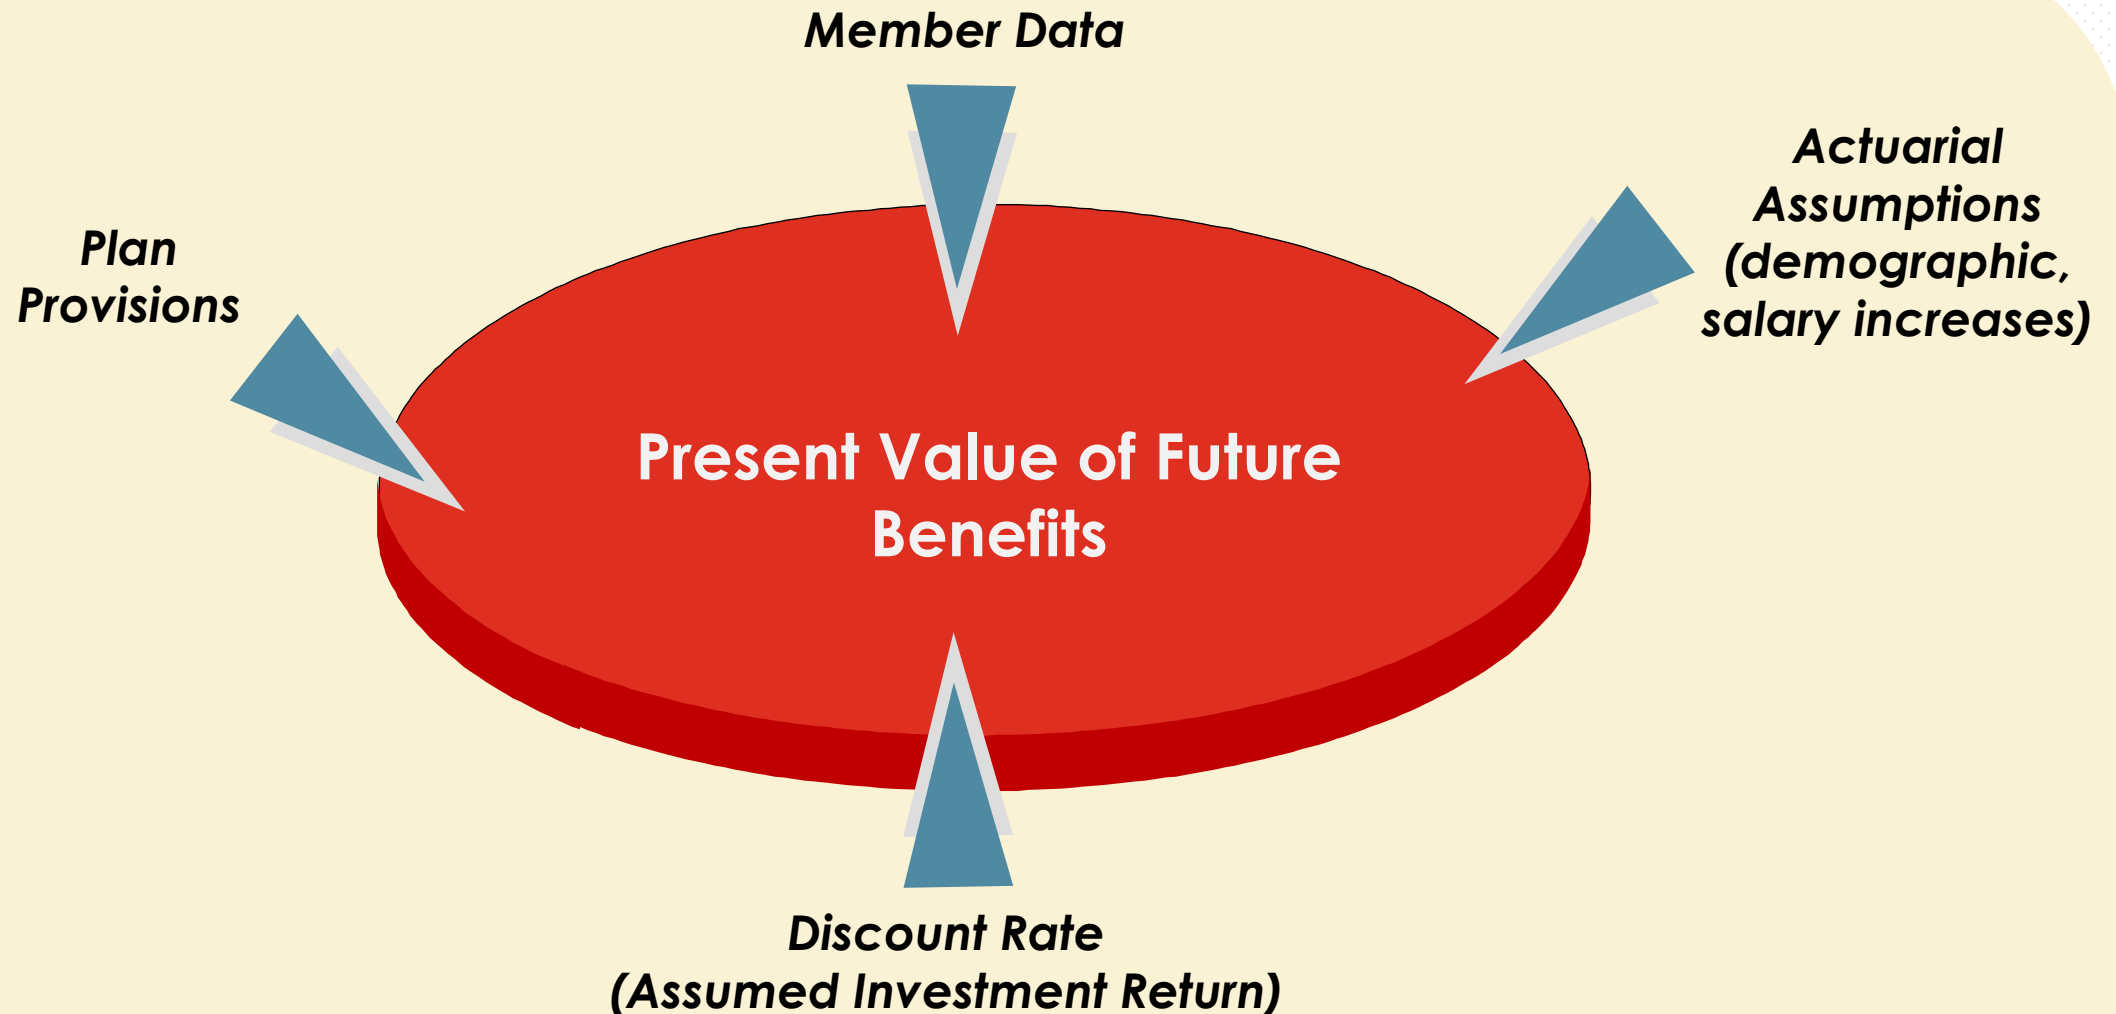 Member Data
Actuarial
Assumptions
(demographic,
salary increases)
Plan
Provisions
Present Value of Future
Benefits
Discount Rate
(Assumed Investment Return)